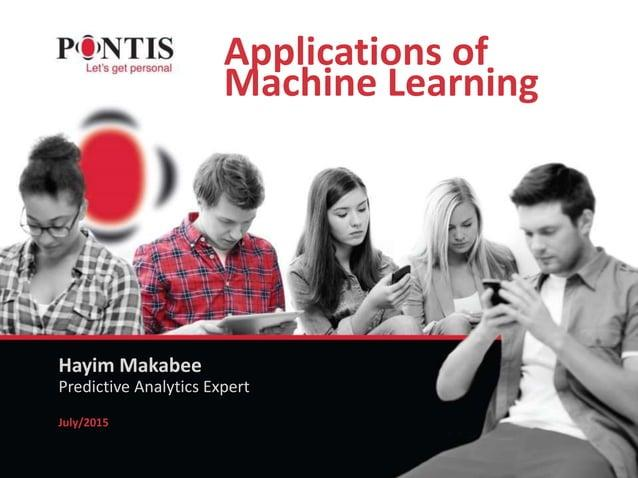 PONTIS
Let's get personal
Applications of
Machine Learning
Hayim Makabee
Predictive Analytics Expert
July/2015